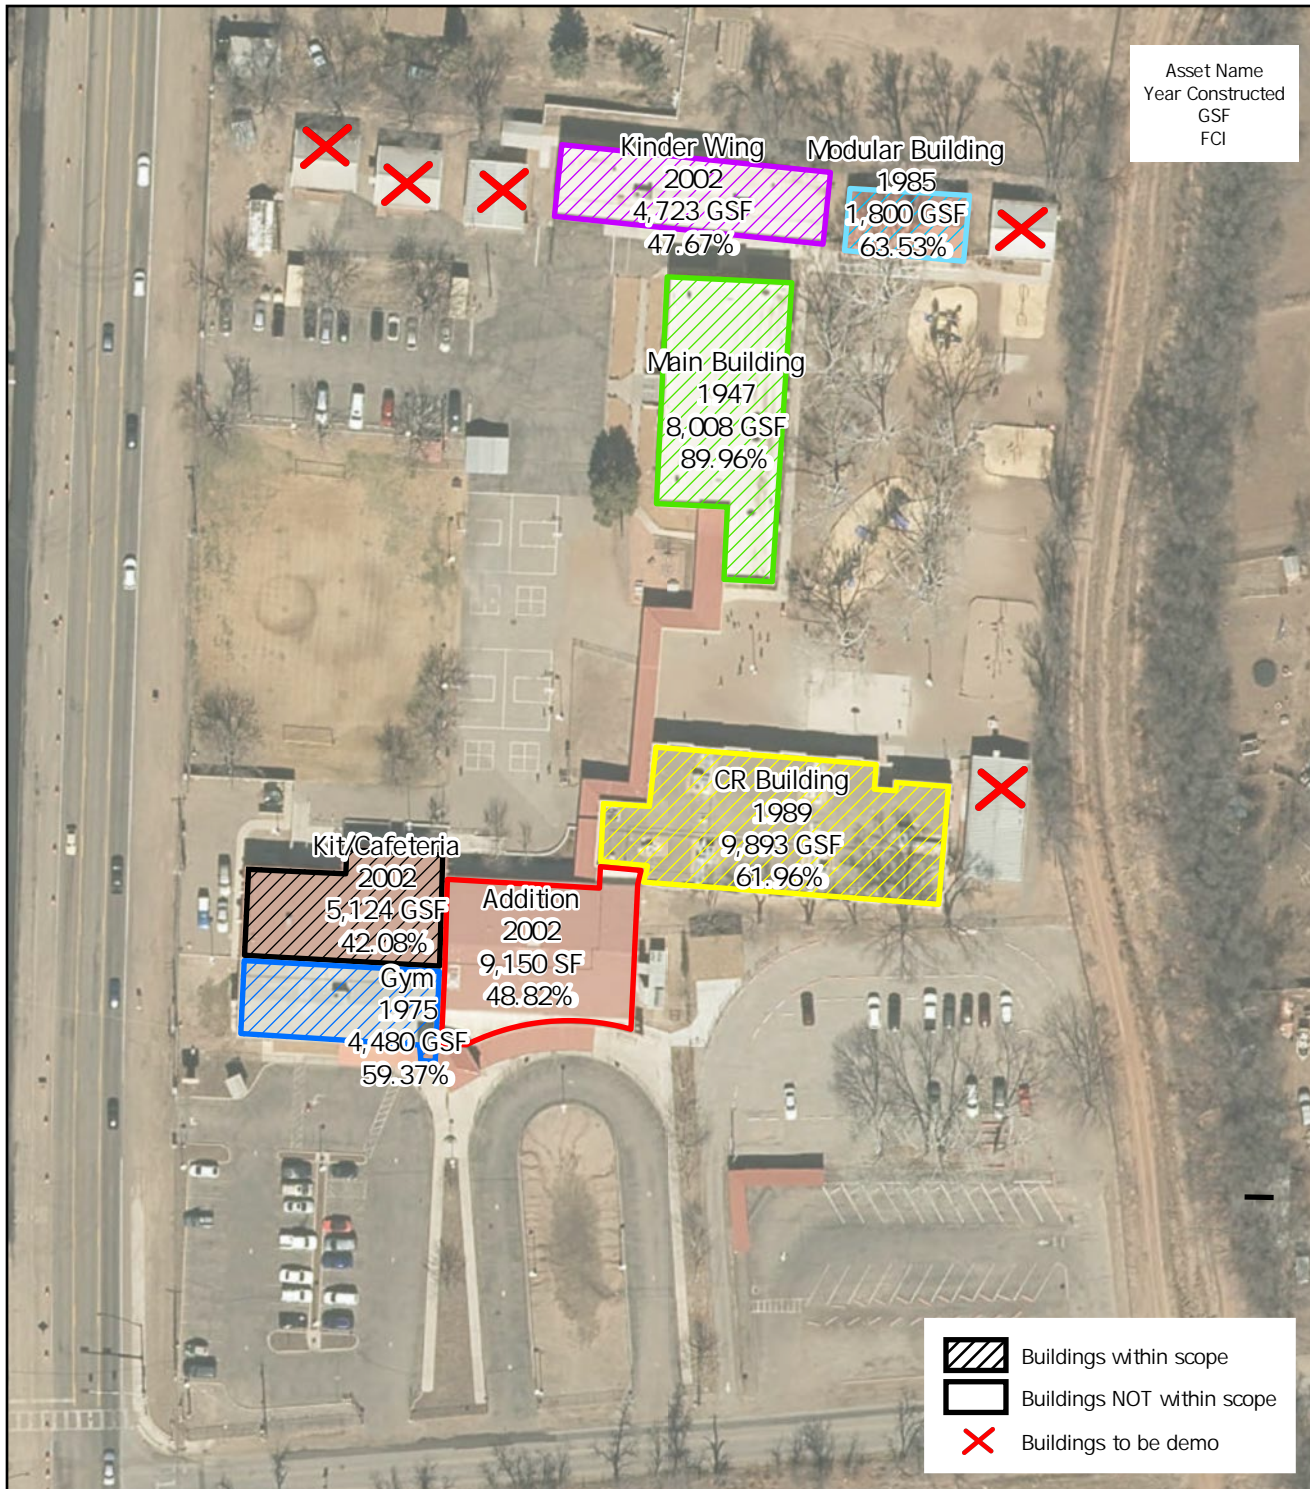 Asset Name
Year Constructed
GSF
FCI
Kinder Wing
2002
4,723 GSF
47.67%
Modular Building
1985
1,800 GSF
63.53%
Main Building
1947
8,008 GSF
89.96%
CR Building
1989
9,893 GSF
61.96%
Kit/Cafeteria
2002
5,124 GSF
42.08%
Addition
2002
9,150 SF
48.82%
Gym
1975
4,480 GSF
59.37%
Buildings within scope
Buildings NOT within scope
Buildings to be demo